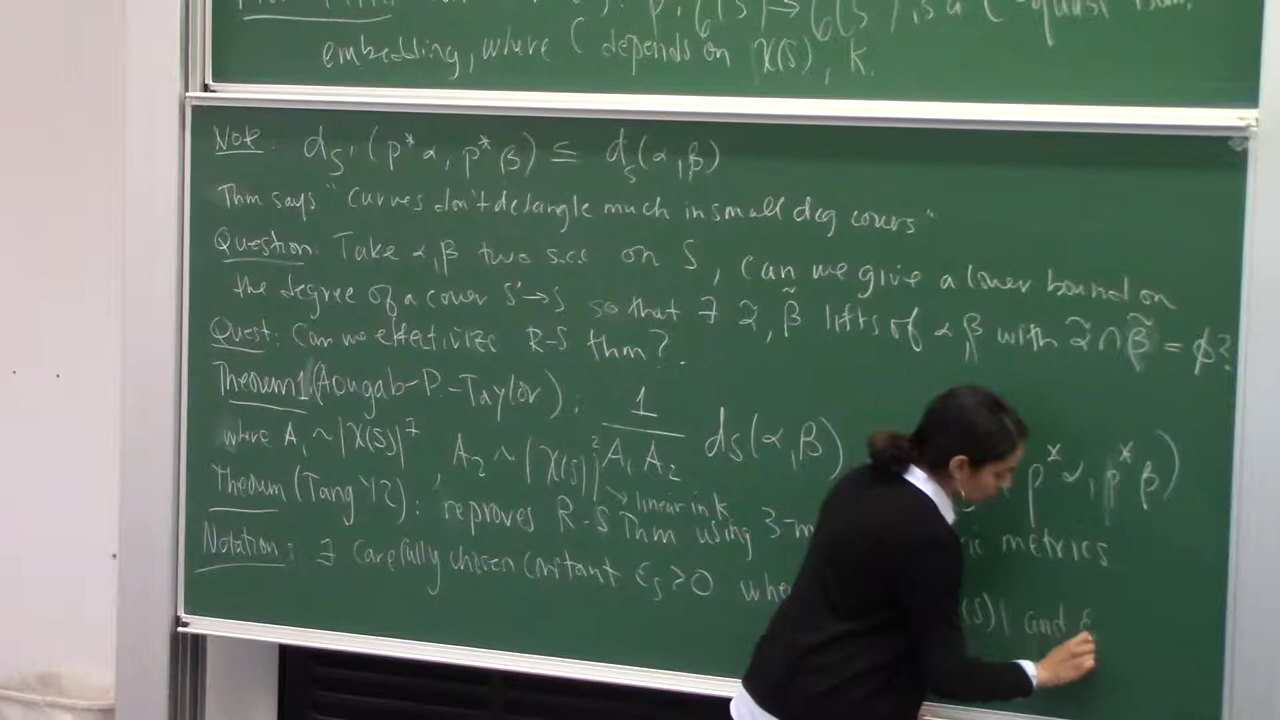 embedding, where C depends on χ(S), k.
Note: d_S'(p*α, p*β) ≤ d_S(α, β)
Thm says "Curves don't detangle much in small deg covers"
Question: Take α, β two s.c.c on S, can we give a lower bound on
the degree of a cover S' → S so that ∃ α̃, β̃ lifts of α β with α̃ ∩ β̃ = ∅?
Quest: Can we effectivize R-S thm?
Theorem 1 (Aougab-P.-Taylor): 1/(A₁A₂) d_S(α, β) p*α, p*β)
where A₁ ~ |χ(S)|⁷, A₂ ~ |χ(S)|² → linear in k
Theorem (Tang '12): reproves R-S Thm using 3-m metrics
Notation: ∃ Carefully chosen constant ε_S > 0 (S)| and